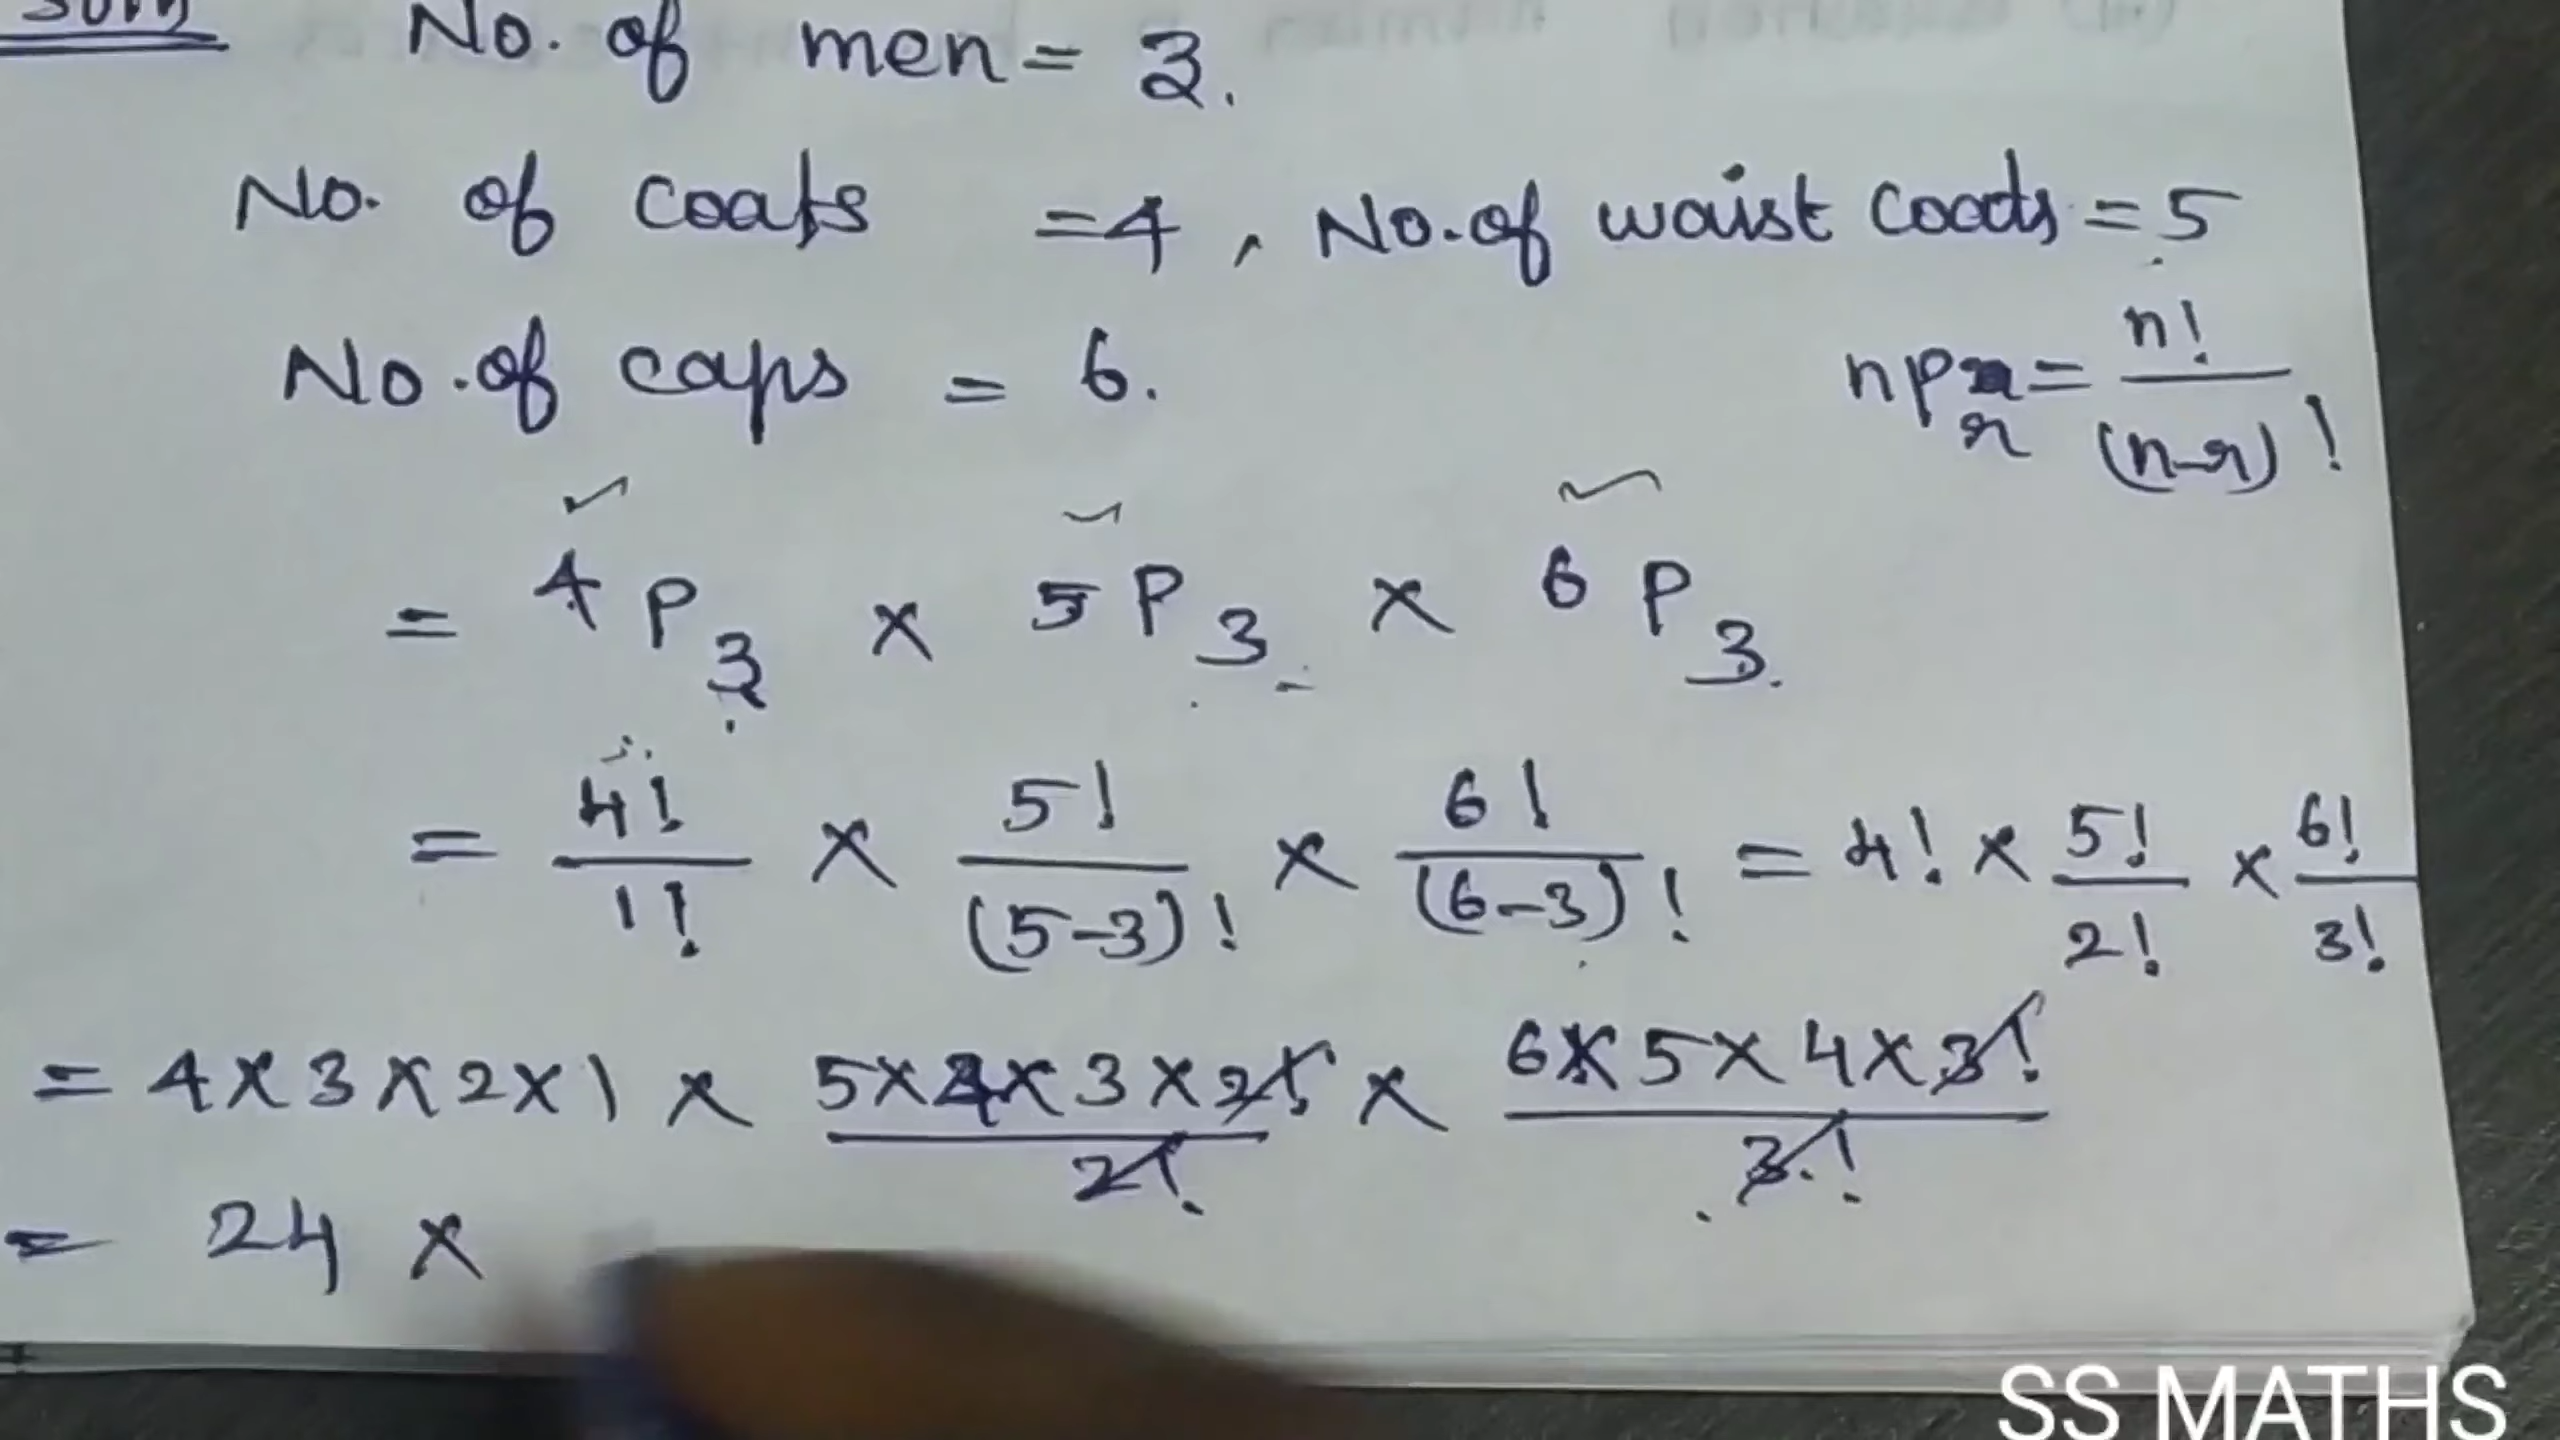 Soln
No. of men = 3.
No. of coats = 4, No. of waist coats = 5
No. of caps = 6.
nPr = n! / (n-r)!
= 4P3 × 5P3 × 6P3
= 4!/1! × 5!/(5-3)! × 6!/(6-3)! = 4! × 5!/2! × 6!/3!
= 4×3×2×1 × 5×4×3×2!/2! × 6×5×4×3!/3!
= 24 ×
SS MATHS